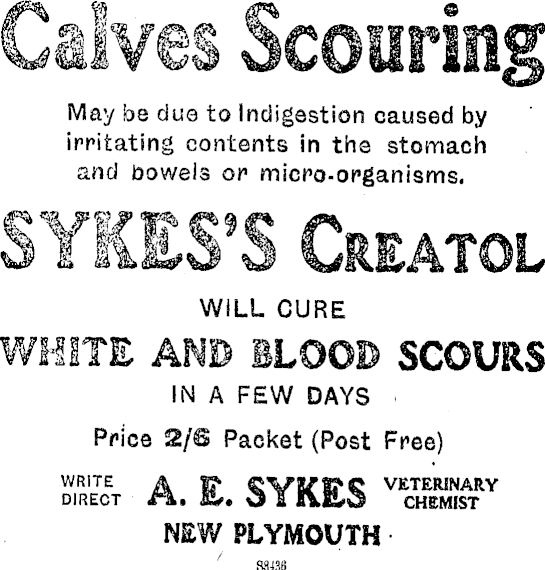 Calves Scouring
May be due to Indigestion caused by
irritating contents in the stomach
and bowels or micro-organisms.
SYKES'S CREATOL
WILL CURE
WHITE AND BLOOD SCOURS
IN A FEW DAYS
Price 2/6 Packet (Post Free)
WRITE DIRECT A. E. SYKES VETERINARY CHEMIST
NEW PLYMOUTH
S8436